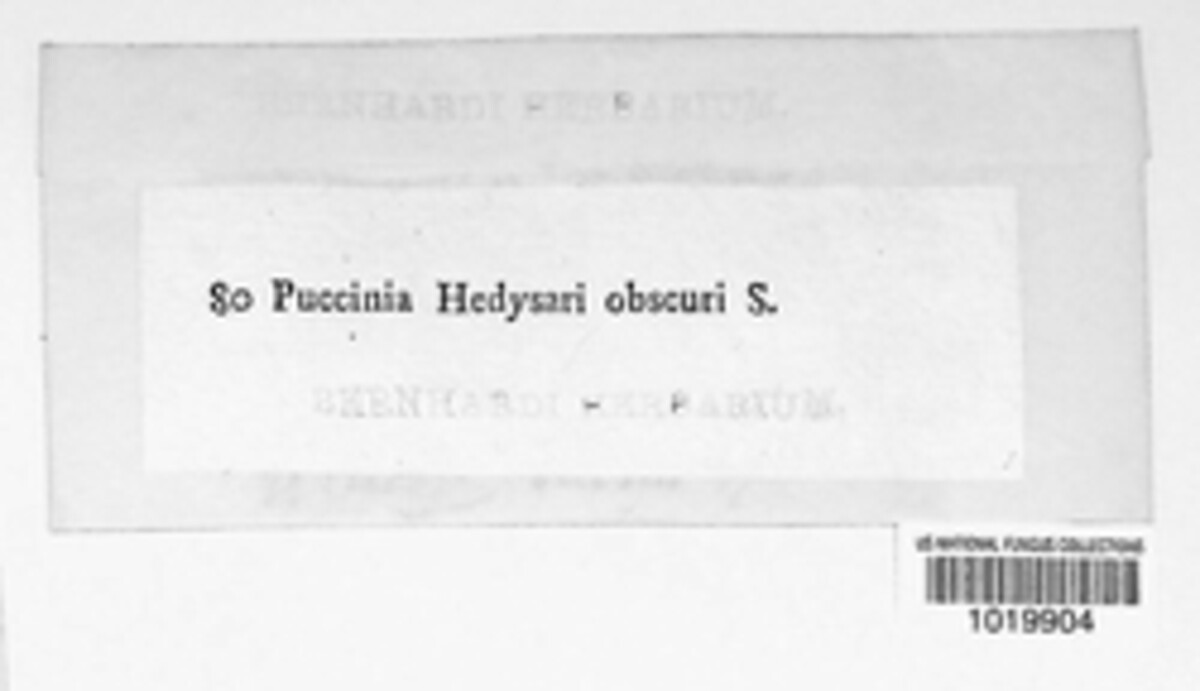 BERNHARDI HERBARIUM.
80 Puccinia Hedysari obscuri S.
BERNHARDI HERBARIUM.
US NATIONAL FUNGUS COLLECTIONS
1019904